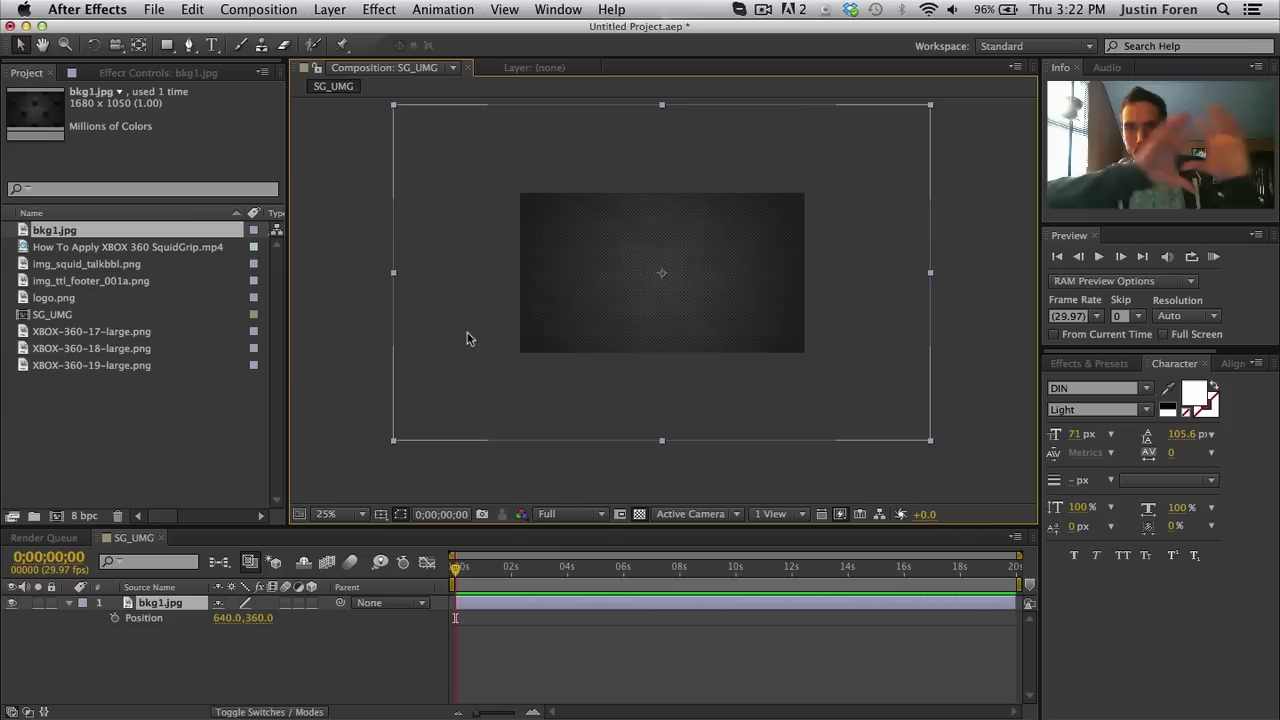 After Effects File Edit Composition Layer Effect Animation View Window Help 2 96% Thu 3:22 PM Justin Foren
Untitled Project.aep *
T Workspace: Standard Search Help
Project Effect Controls: bkg1.jpg Composition: SG_UMG Layer: (none) Info Audio
SG_UMG
bkg1.jpg , used 1 time
1680 x 1050 (1.00)
Millions of Colors
Name Type
bkg1.jpg
How To Apply XBOX 360 SquidGrip.mp4
img_squid_talkbbl.png
img_ttl_footer_001a.png
logo.png
SG_UMG
XBOX-360-17-large.png
XBOX-360-18-large.png
XBOX-360-19-large.png
Preview
RAM Preview Options
Frame Rate Skip Resolution
(29.97) 0 Auto
From Current Time Full Screen
Effects & Presets Character Align
DIN
Light
71 px 105.6 px
Metrics 0
- px
100 % 100 %
0 px 0 %
T T TT Tr T¹ T₁
8 bpc
25% 0;00;00;00 Full Active Camera 1 View +0.0
Render Queue SG_UMG
0;00;00;00
00000 (29.97 fps)
00s 02s 04s 06s 08s 10s 12s 14s 16s 18s 20s
# Source Name fx Parent
1 bkg1.jpg None
Position 640.0,360.0
Toggle Switches / Modes